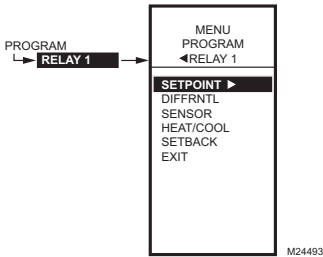 PROGRAM
RELAY 1
MENU
PROGRAM
◄RELAY 1
SETPOINT ►
DIFFRNTL
SENSOR
HEAT/COOL
SETBACK
EXIT
M24493